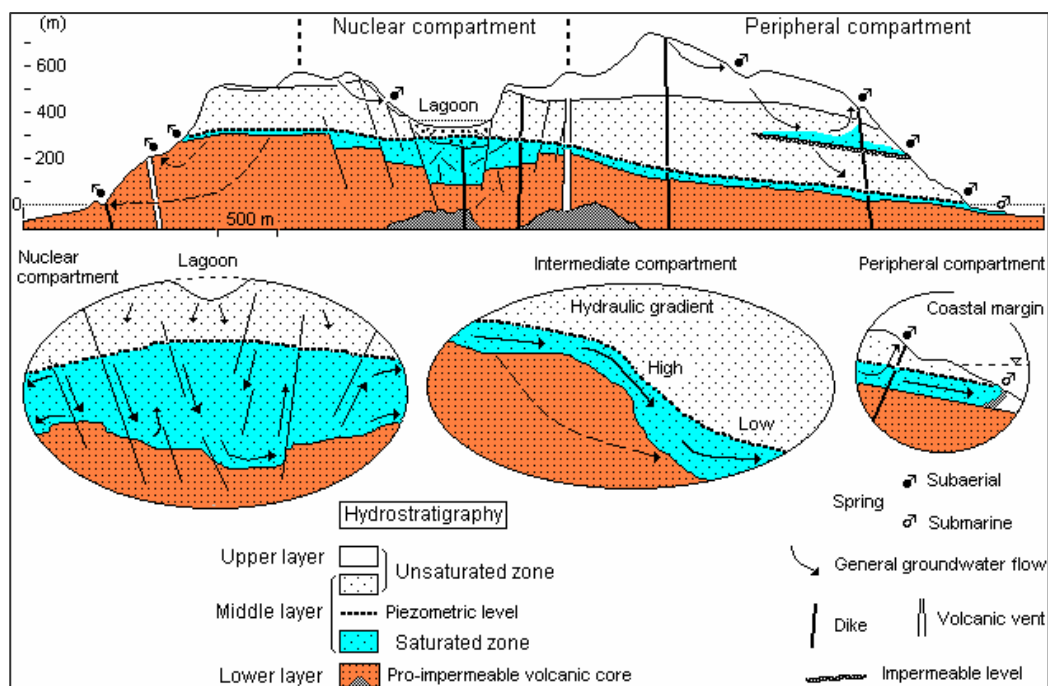 (m) Nuclear compartment Peripheral compartment
600
400 Lagoon
200
0
500 m
Nuclear compartment
Lagoon
Intermediate compartment
Hydraulic gradient
High
Low
Peripheral compartment
Coastal margin
Hydrostratigraphy
Upper layer
Unsaturated zone
Middle layer
Piezometric level
Saturated zone
Lower layer
Pro-impermeable volcanic core
Spring
Subaerial
Submarine
General groundwater flow
Dike
Volcanic vent
Impermeable level